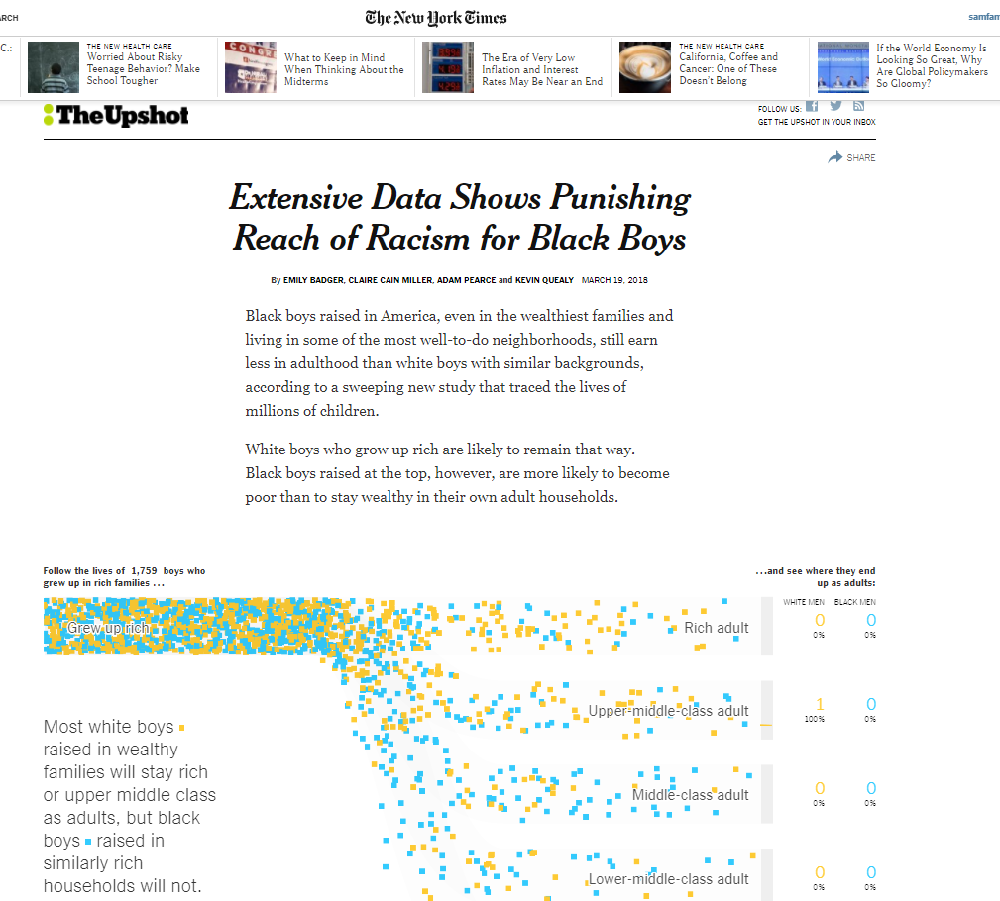 ARCH
The New York Times
samfam
C.:
THE NEW HEALTH CARE
Worried About Risky
Teenage Behavior? Make
School Tougher
CONG
What to Keep in Mind
When Thinking About the
Midterms
The Era of Very Low
Inflation and Interest
Rates May Be Near an End
THE NEW HEALTH CARE
California, Coffee and
Cancer: One of These
Doesn't Belong
If the World Economy Is
Looking So Great, Why
Are Global Policymakers
So Gloomy?
TheUpshot
FOLLOW US:
GET THE UPSHOT IN YOUR INBOX
SHARE
Extensive Data Shows Punishing
Reach of Racism for Black Boys
By EMILY BADGER, CLAIRE CAIN MILLER, ADAM PEARCE and KEVIN QUEALY MARCH 19, 2018
Black boys raised in America, even in the wealthiest families and
living in some of the most well-to-do neighborhoods, still earn
less in adulthood than white boys with similar backgrounds,
according to a sweeping new study that traced the lives of
millions of children.
White boys who grow up rich are likely to remain that way.
Black boys raised at the top, however, are more likely to become
poor than to stay wealthy in their own adult households.
Follow the lives of 1,759 boys who
grew up in rich families ...
...and see where they end
up as adults:
WHITE MEN BLACK MEN
Grew up rich
Rich adult
0 0
0% 0%
Upper-middle-class adult
1 0
100% 0%
Most white boys
raised in wealthy
families will stay rich
or upper middle class
as adults, but black
boys raised in
similarly rich
households will not.
Middle-class adult
0 0
0% 0%
Lower-middle-class adult
0 0
0% 0%